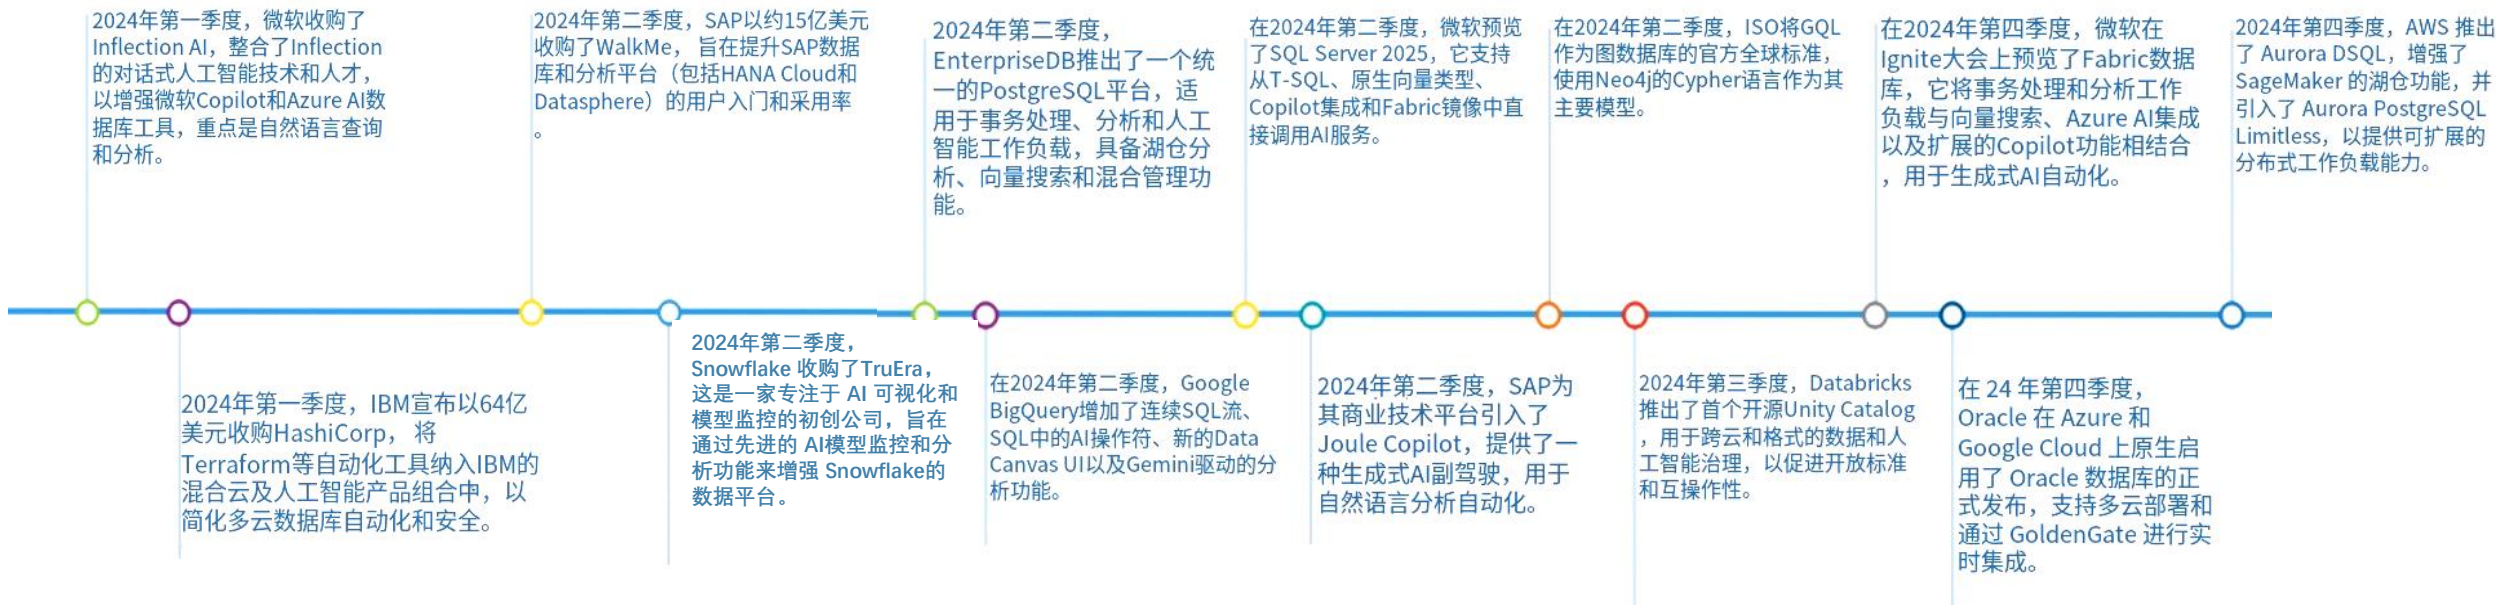 2024年第一季度，微软收购了
Inflection AI，整合了Inflection
的对话式人工智能技术和人才，
以增强微软Copilot和Azure AI数
据库工具，重点是自然语言查询
和分析。
2024年第一季度，IBM宣布以64亿
美元收购HashiCorp， 将
Terraform等自动化工具纳入IBM的
混合云及人工智能产品组合中，以
简化多云数据库自动化和安全。
2024年第二季度，SAP以约15亿美元
收购了WalkMe， 旨在提升SAP数据
库和分析平台（包括HANA Cloud和
Datasphere）的用户入门和采用率
。
2024年第二季度，
Snowflake 收购了TruEra，
这是一家专注于 AI 可视化和
模型监控的初创公司，旨在
通过先进的 AI模型监控和分
析功能来增强 Snowflake的
数据平台。
2024年第二季度，
EnterpriseDB推出了一个统
一的PostgreSQL平台，适
用于事务处理、分析和人工
智能工作负载，具备湖仓分
析、向量搜索和混合管理功
能。
在2024年第二季度，Google
BigQuery增加了连续SQL流、
SQL中的AI操作符、新的Data
Canvas UI以及Gemini驱动的分
析功能。
在2024年第二季度，微软预览
了SQL Server 2025，它支持
从T-SQL、原生向量类型、
Copilot集成和Fabric镜像中直
接调用AI服务。
2024年第二季度，SAP为
其商业技术平台引入了
Joule Copilot，提供了一
种生成式AI副驾驶，用于
自然语言分析自动化。
在2024年第二季度，ISO将GQL
作为图数据库的官方全球标准，
使用Neo4j的Cypher语言作为其
主要模型。
2024年第三季度，Databricks
推出了首个开源Unity Catalog
，用于跨云和格式的数据和人
工智能治理，以促进开放标准
和互操作性。
在2024年第四季度，微软在
Ignite大会上预览了Fabric数据
库，它将事务处理和分析工作
负载与向量搜索、Azure AI集成
以及扩展的Copilot功能相结合
，用于生成式AI自动化。
在 24 年第四季度，
Oracle 在 Azure 和
Google Cloud 上原生启
用了 Oracle 数据库的正
式发布，支持多云部署和
通过 GoldenGate 进行实
时集成。
2024年第四季度，AWS 推出
了 Aurora DSQL，增强了
SageMaker 的湖仓功能，并
引入了 Aurora PostgreSQL
Limitless，以提供可扩展的
分布式工作负载能力。